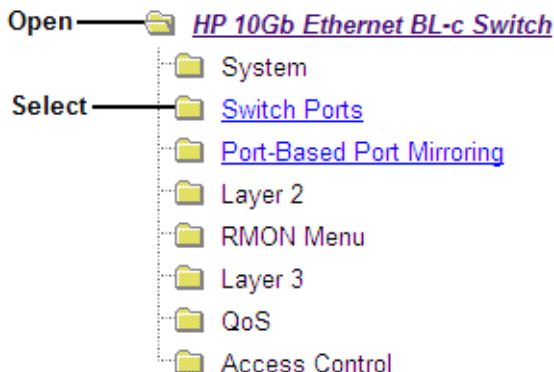 Open HP 10Gb Ethernet BL-c Switch
System
Select Switch Ports
Port-Based Port Mirroring
Layer 2
RMON Menu
Layer 3
QoS
Access Control